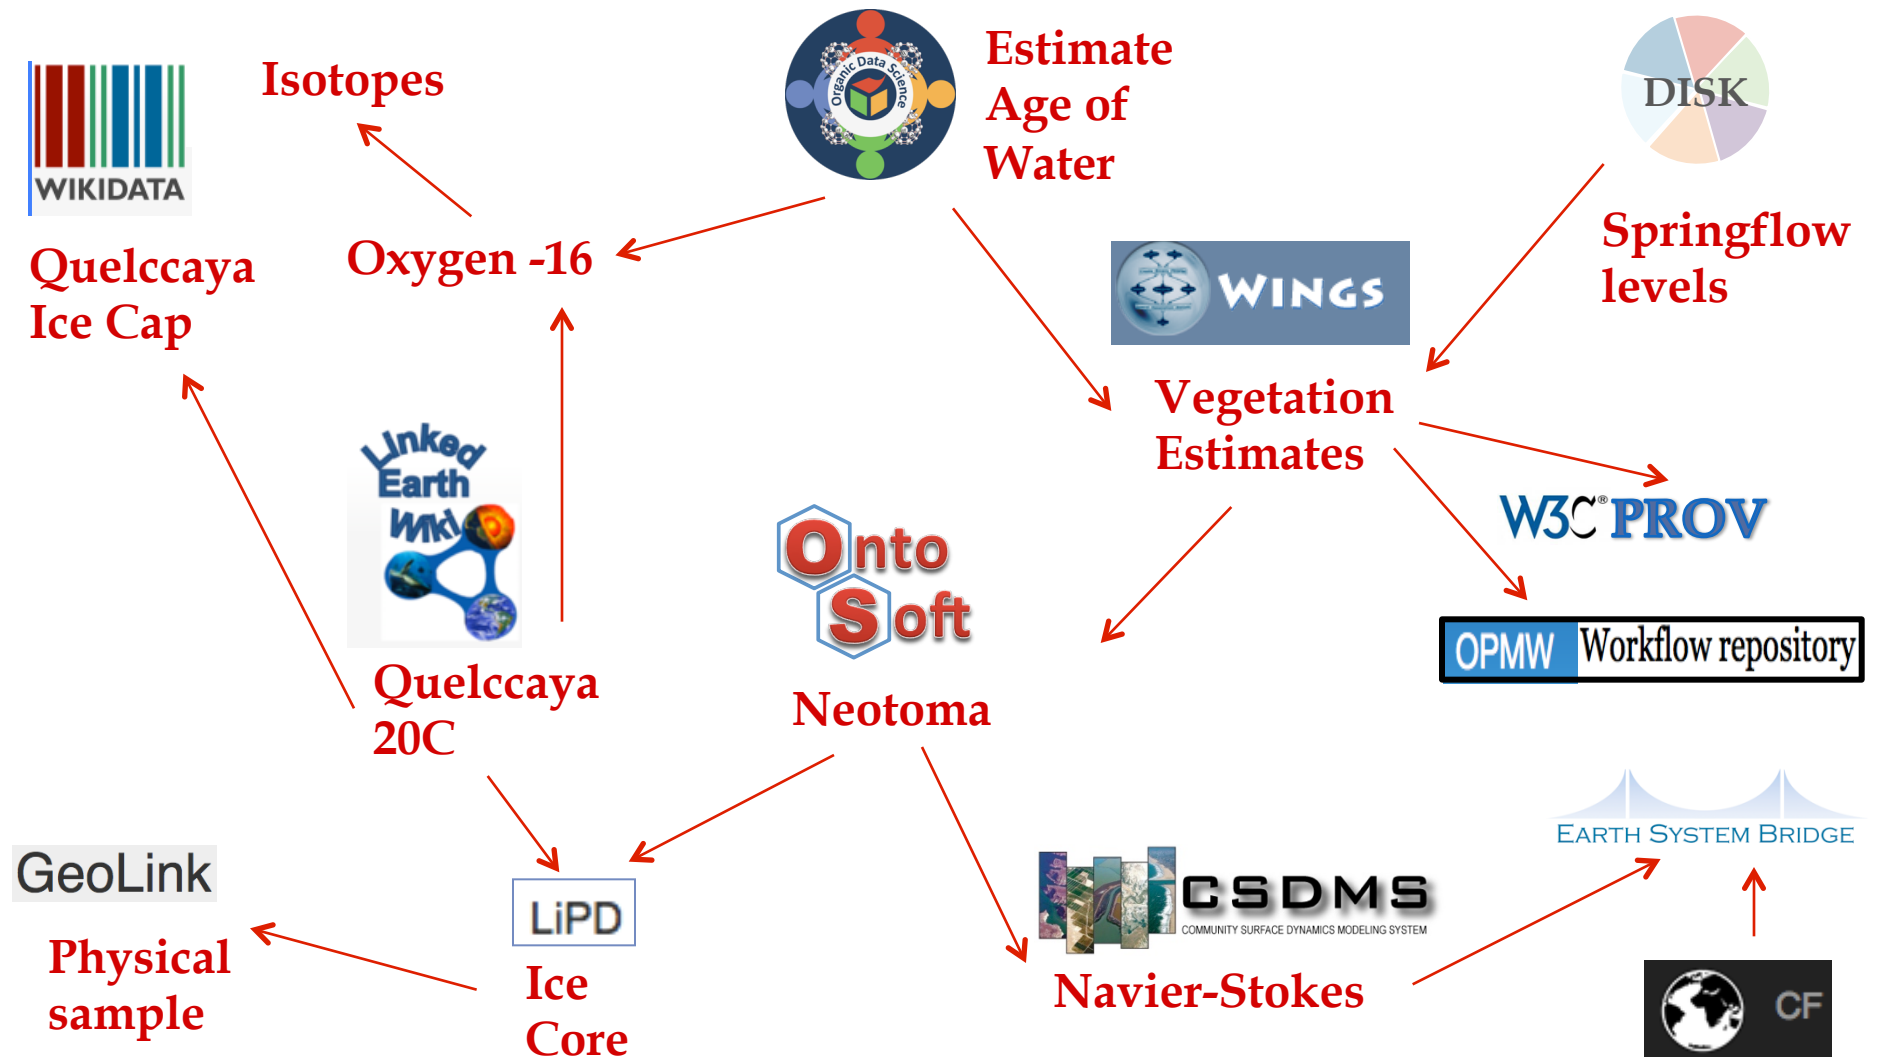 WIKIDATA
Quelccaya
Ice Cap
Isotopes
Oxygen -16
Organic Data Science
Estimate
Age of
Water
DISK
Springflow
levels
WINGS
Vegetation
Estimates
W3C® PROV
OPMW Workflow repository
Linked
Earth
Wiki
Quelccaya
20C
Onto
Soft
Neotoma
EARTH SYSTEM BRIDGE
GeoLink
Physical
sample
LiPD
Ice
Core
CSDMS
COMMUNITY SURFACE DYNAMICS MODELING SYSTEM
Navier-Stokes
CF